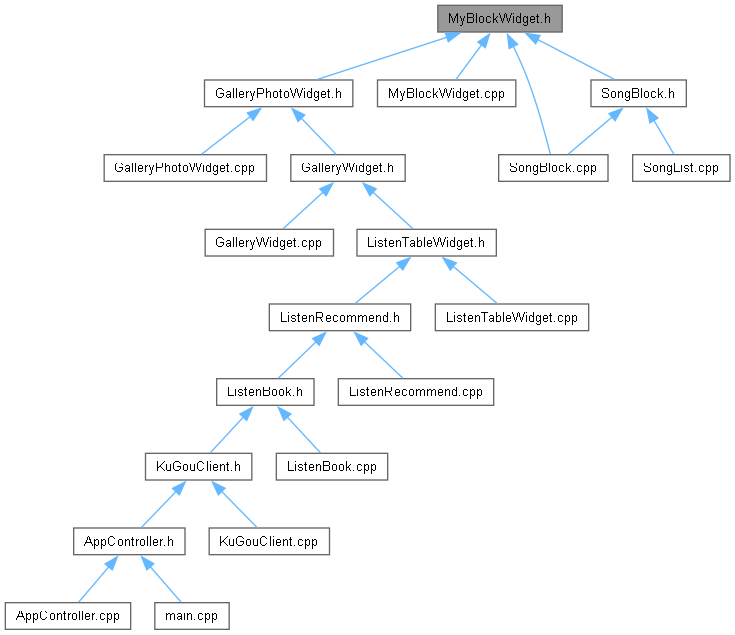 MyBlockWidget.h
GalleryPhotoWidget.h
MyBlockWidget.cpp
SongBlock.h
GalleryPhotoWidget.cpp
GalleryWidget.h
SongBlock.cpp
SongList.cpp
GalleryWidget.cpp
ListenTableWidget.h
ListenRecommend.h
ListenTableWidget.cpp
ListenBook.h
ListenRecommend.cpp
KuGouClient.h
ListenBook.cpp
AppController.h
KuGouClient.cpp
AppController.cpp
main.cpp